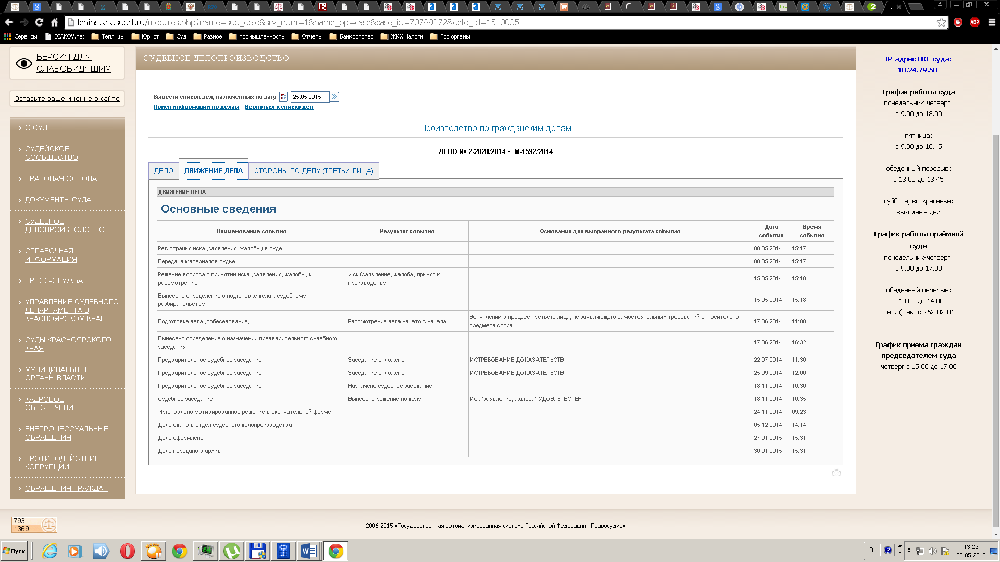 lenins.krk.sudrf.ru/modules.php?name=sud_delo&srv_num=1&name_op=case&case_id=70799272&delo_id=1540005
Сервисы DIAKOV.net Теплицы Юрист Суд Разное промышленность Отчеты Банкротство ЖКХ Налоги Гос органы
ВЕРСИЯ ДЛЯ
СЛАБОВИДЯЩИХ
Оставьте ваше мнение о сайте
О СУДЕ
СУДЕЙСКОЕ
СООБЩЕСТВО
ПРАВОВАЯ ОСНОВА
ДОКУМЕНТЫ СУДА
СУДЕБНОЕ
ДЕЛОПРОИЗВОДСТВО
СПРАВОЧНАЯ
ИНФОРМАЦИЯ
ПРЕСС-СЛУЖБА
УПРАВЛЕНИЕ СУДЕБНОГО
ДЕПАРТАМЕНТА В
КРАСНОЯРСКОМ КРАЕ
СУДЫ КРАСНОЯРСКОГО
КРАЯ
МУНИЦИПАЛЬНЫЕ
ОРГАНЫ ВЛАСТИ
КАДРОВОЕ
ОБЕСПЕЧЕНИЕ
ВНЕПРОЦЕССУАЛЬНЫЕ
ОБРАЩЕНИЯ
ПРОТИВОДЕЙСТВИЕ
КОРРУПЦИИ
ОБРАЩЕНИЯ ГРАЖДАН
793
1369
СУДЕБНОЕ ДЕЛОПРОИЗВОДСТВО
Вывести список дел, назначенных на дату 25.05.2015
Поиск информации по делам | Вернуться к списку дел
Производство по гражданским делам
ДЕЛО № 2-2828/2014 ~ М-1592/2014
ДЕЛО ДВИЖЕНИЕ ДЕЛА СТОРОНЫ ПО ДЕЛУ (ТРЕТЬИ ЛИЦА)
ДВИЖЕНИЕ ДЕЛА
Основные сведения
Наименование события Результат события Основания для выбранного результата события Дата события Время события
Регистрация иска (заявления, жалобы) в суде 08.05.2014 15:17
Передача материалов судье 08.05.2014 15:17
Решение вопроса о принятии иска (заявления, жалобы) к рассмотрению Иск (заявление, жалоба) принят к производству 15.05.2014 15:18
Вынесено определение о подготовке дела к судебному разбирательству 15.05.2014 15:18
Подготовка дела (собеседование) Рассмотрение дела начато с начала Вступлении в процесс третьего лица, не заявляющего самостоятельных требований относительно предмета спора 17.06.2014 11:00
Вынесено определение о назначении предварительного судебного заседания 17.06.2014 16:32
Предварительное судебное заседание Заседание отложено ИСТРЕБОВАНИЕ ДОКАЗАТЕЛЬСТВ 22.07.2014 11:30
Предварительное судебное заседание Заседание отложено ИСТРЕБОВАНИЕ ДОКАЗАТЕЛЬСТВ 25.09.2014 12:00
Предварительное судебное заседание Назначено судебное заседание 18.11.2014 10:30
Судебное заседание Вынесено решение по делу Иск (заявление, жалоба) УДОВЛЕТВОРЕН 18.11.2014 10:35
Изготовлено мотивированное решение в окончательной форме 24.11.2014 09:23
Дело сдано в отдел судебного делопроизводства 05.12.2014 14:14
Дело оформлено 27.01.2015 15:31
Дело передано в архив 30.01.2015 15:31
IP-адрес ВКС суда:
10.24.79.50
График работы суда
понедельник-четверг:
с 9.00 до 18.00
пятница:
с 9.00 до 16.45
обеденный перерыв:
с 13.00 до 13.45
суббота, воскресенье:
выходные дни
График работы приёмной
суда
понедельник-четверг:
с 9.00 до 17.00
обеденный перерыв:
с 13.00 до 14.00
Тел. (факс): 262-02-81
График приема граждан
председателем суда
четверг с 15.00 до 17.00
2006-2015 «Государственная автоматизированная система Российской Федерации «Правосудие»
Пуск
RU
13:23
25.05.2015